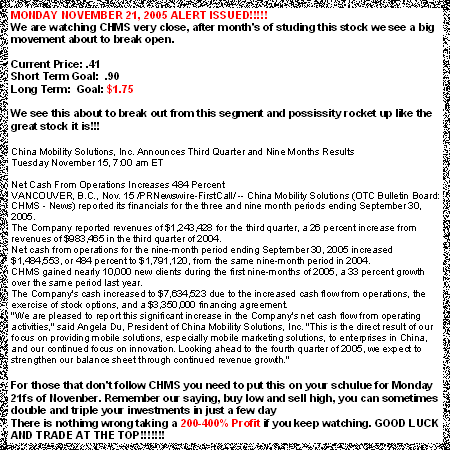 MONDAY NOVEMBER 21, 2005 ALERT ISSUED!!!!!
We are watching CHMS very close, after month's of studing this stock we see a big
movement about to break open.
Current Price: .41
Short Term Goal: .90
Long Term: Goal: $1.75
We see this about to break out from this segment and possissity rocket up like the
great stock it is!!!
China Mobility Solutions, Inc. Announces Third Quarter and Nine Months Results
Tuesday November 15, 7:00 am ET
Net Cash From Operations Increases 484 Percent
VANCOUVER, B.C., Nov. 15 /PRNewswire-FirstCall/ -- China Mobility Solutions (OTC Bulletin Board:
CHMS - News) reported its financials for the three and nine month periods ending September 30,
2005.
The Company reported revenues of $1,243,428 for the third quarter, a 26 percent increase from
revenues of $983,465 in the third quarter of 2004.
Net cash from operations for the nine-month period ending September 30, 2005 increased
$1,484,553, or 484 percent to $1,791,120, from the same nine-month period in 2004.
CHMS gained nearly 10,000 new clients during the first nine-months of 2005, a 33 percent growth
over the same period last year.
The Company's cash increased to $7,634,523 due to the increased cash flow from operations, the
exercise of stock options, and a $3,350,000 financing agreement.
"We are pleased to report this significant increase in the Company's net cash flow from operating
activities," said Angela Du, President of China Mobility Solutions, Inc. "This is the direct result of our
focus on providing mobile solutions, especially mobile marketing solutions, to enterprises in China,
and our continued focus on innovation. Looking ahead to the fourth quarter of 2005, we expect to
strengthen our balance sheet through continued revenue growth."
For those that don't follow CHMS you need to put this on your schulue for Monday
21fs of Novenber. Remember our saying, buy low and sell high, you can sometimes
double and triple your investments in just a few day
There is nothimg wrong taking a 200-400% Profit if you keep watching. GOOD LUCK
AND TRADE AT THE TOP!!!!!!!